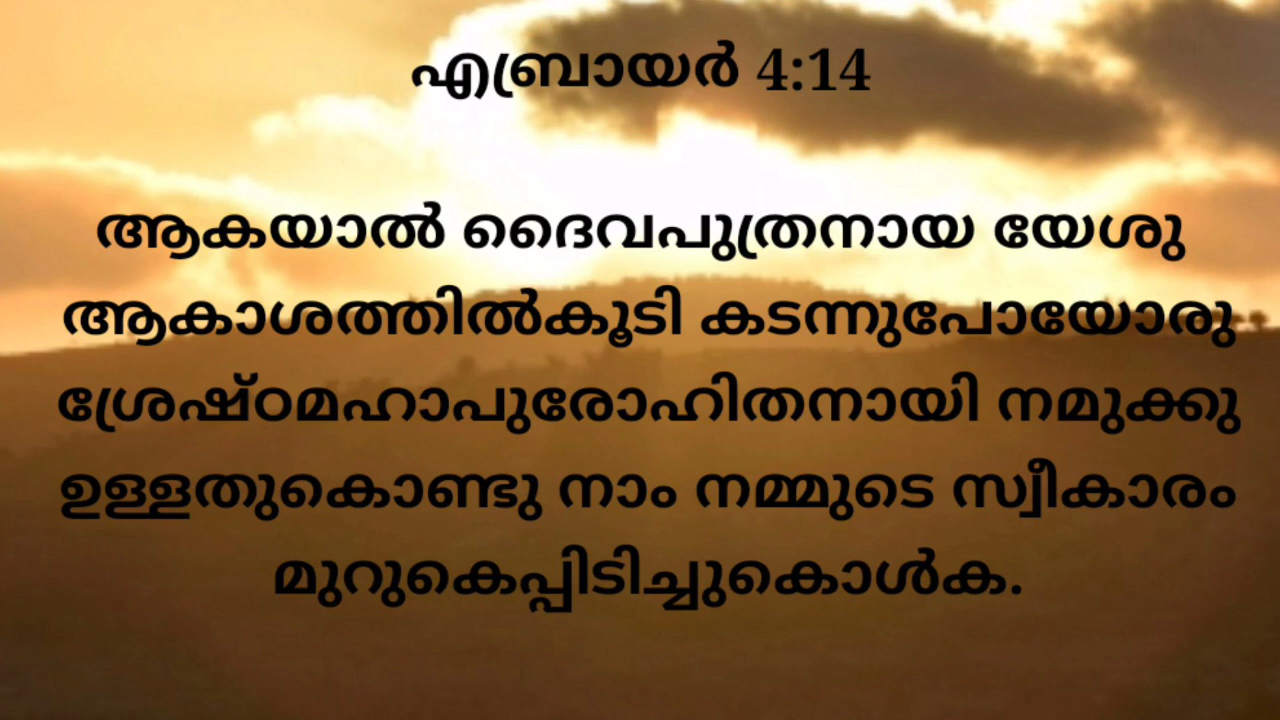 എബ്രായർ 4:14
ആകയാൽ ദൈവപുത്രനായ യേശു
ആകാശത്തിൽകൂടി കടന്നുപോയോരു
ശ്രേഷ്ഠമഹാപുരോഹിതനായി നമുക്കു
ഉള്ളതുകൊണ്ടു നാം നമ്മുടെ സ്വീകാരം
മുറുകെപ്പിടിച്ചുകൊൾക.